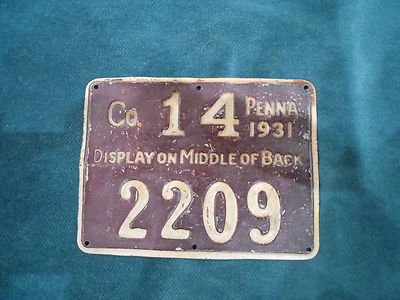 Co. 14 PENNA
1931
DISPLAY ON MIDDLE OF BACK
2209